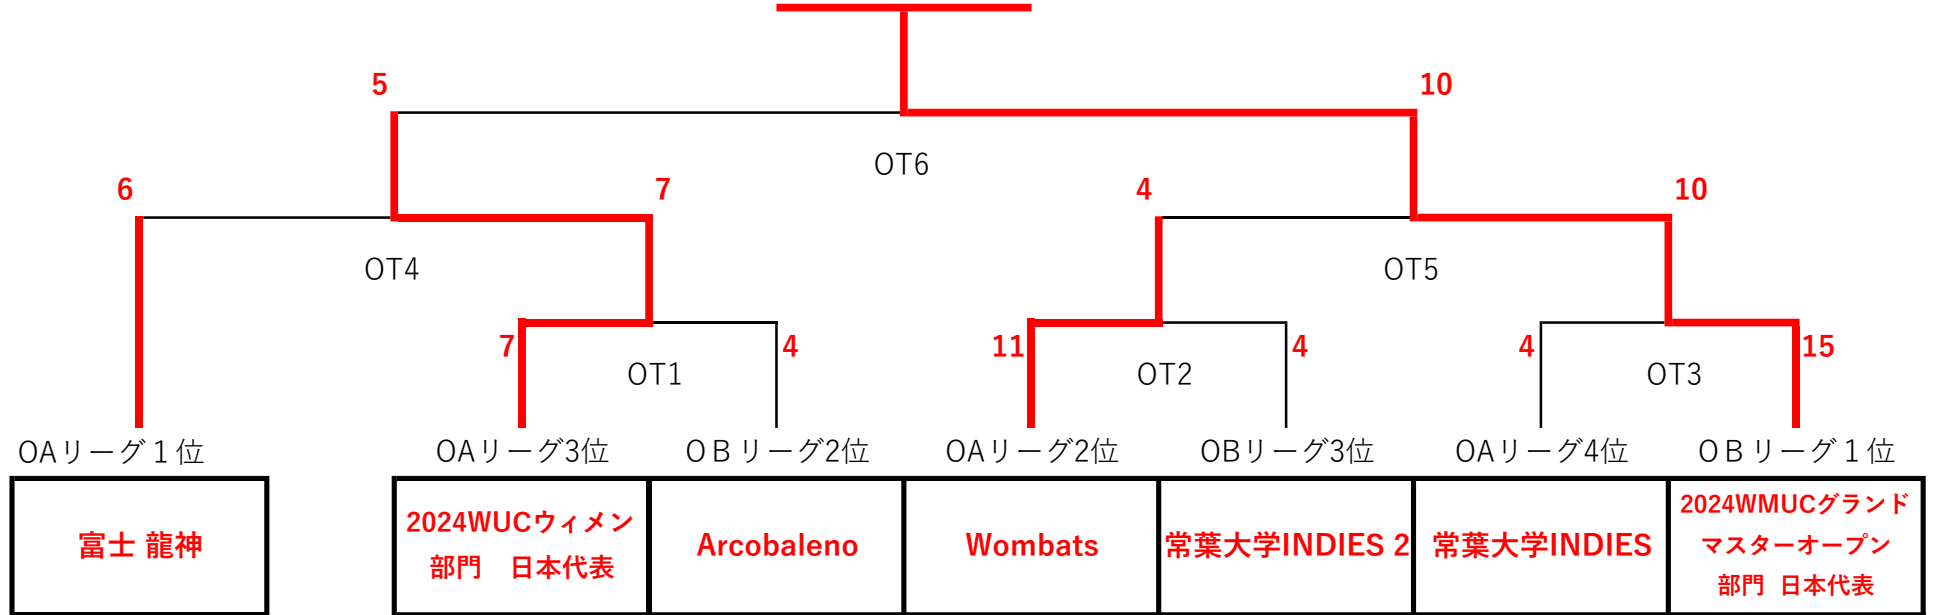 5
10
OT6
6
7
4
10
OT4
OT5
7
4
11
4
4
15
OT1
OT2
OT3
OAリーグ1位
OAリーグ3位
OBリーグ2位
OAリーグ2位
OBリーグ3位
OAリーグ4位
OBリーグ1位
富士 龍神
2024WUCウィメン
部門　日本代表
Arcobaleno
Wombats
常葉大学INDIES 2
常葉大学INDIES
2024WMUCグランド
マスターオープン
部門 日本代表